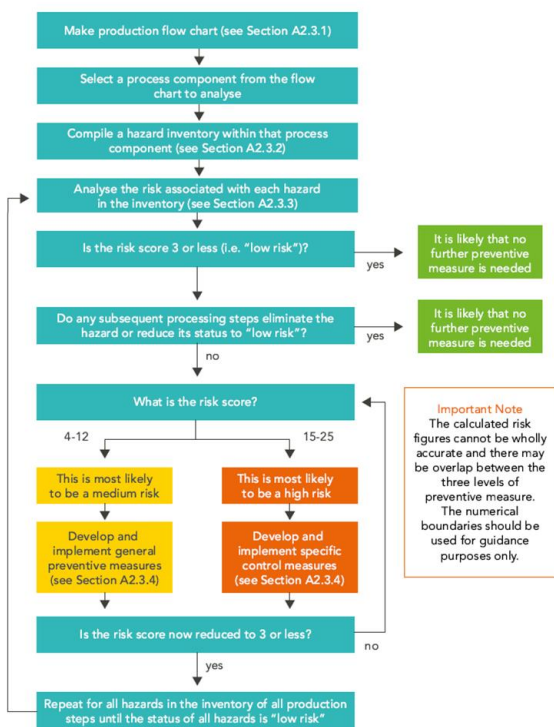 Make production flow chart (see Section A2.3.1)
Select a process component from the flow
chart to analyse
Compile a hazard inventory within that process
component (see Section A2.3.2)
Analyse the risk associated with each hazard
in the inventory (see Section A2.3.3)
Is the risk score 3 or less (i.e. “low risk”)?
yes
It is likely that no
further preventive
measure is needed
Do any subsequent processing steps eliminate the
hazard or reduce its status to “low risk”?
yes
It is likely that no
further preventive
measure is needed
no
What is the risk score?
4-12
15-25
This is most likely
to be a medium risk
This is most likely
to be a high risk
Develop and
implement general
preventive measures
(see Section A2.3.4)
Develop and
implement specific
control measures
(see Section A2.3.4)
Important Note
The calculated risk
figures cannot be wholly
accurate and there may
be overlap between the
three levels of
preventive measure.
The numerical
boundaries should be
used for guidance
purposes only.
Is the risk score now reduced to 3 or less?
no
yes
Repeat for all hazards in the inventory of all production
steps until the status of all hazards is “low risk”